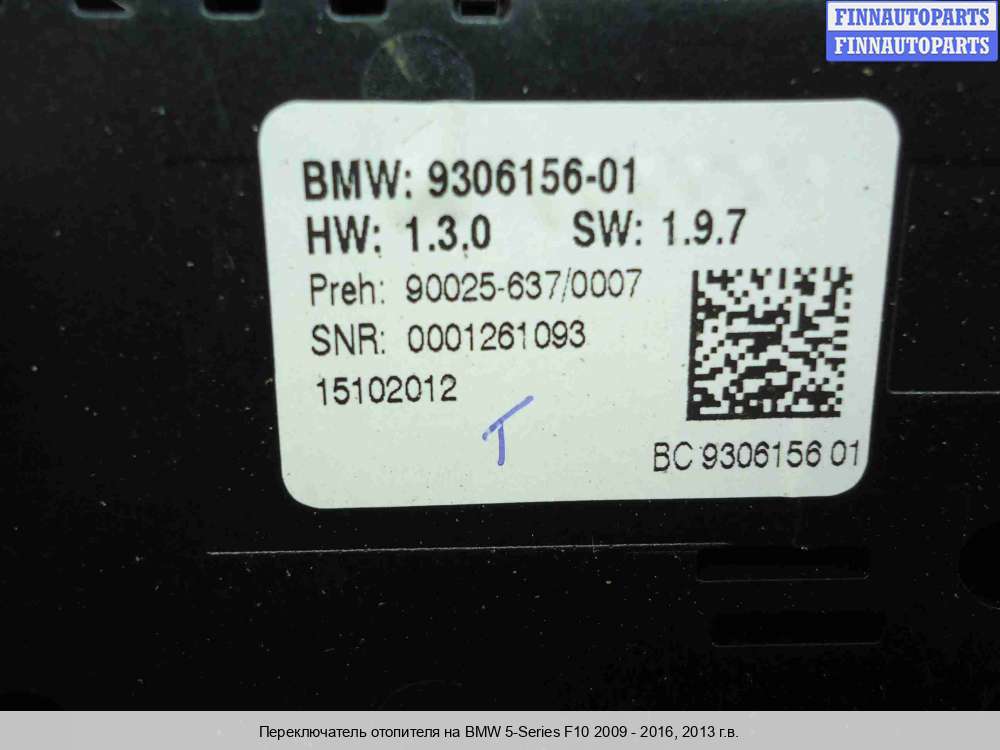 FINNAUTOPARTS
FINNAUTOPARTS
BMW: 9306156-01
HW: 1.3.0 SW: 1.9.7
Preh: 90025-637/0007
SNR: 0001261093
15102012
T
BC 9306156 01
Переключатель отопителя на BMW 5-Series F10 2009 - 2016, 2013 г.в.